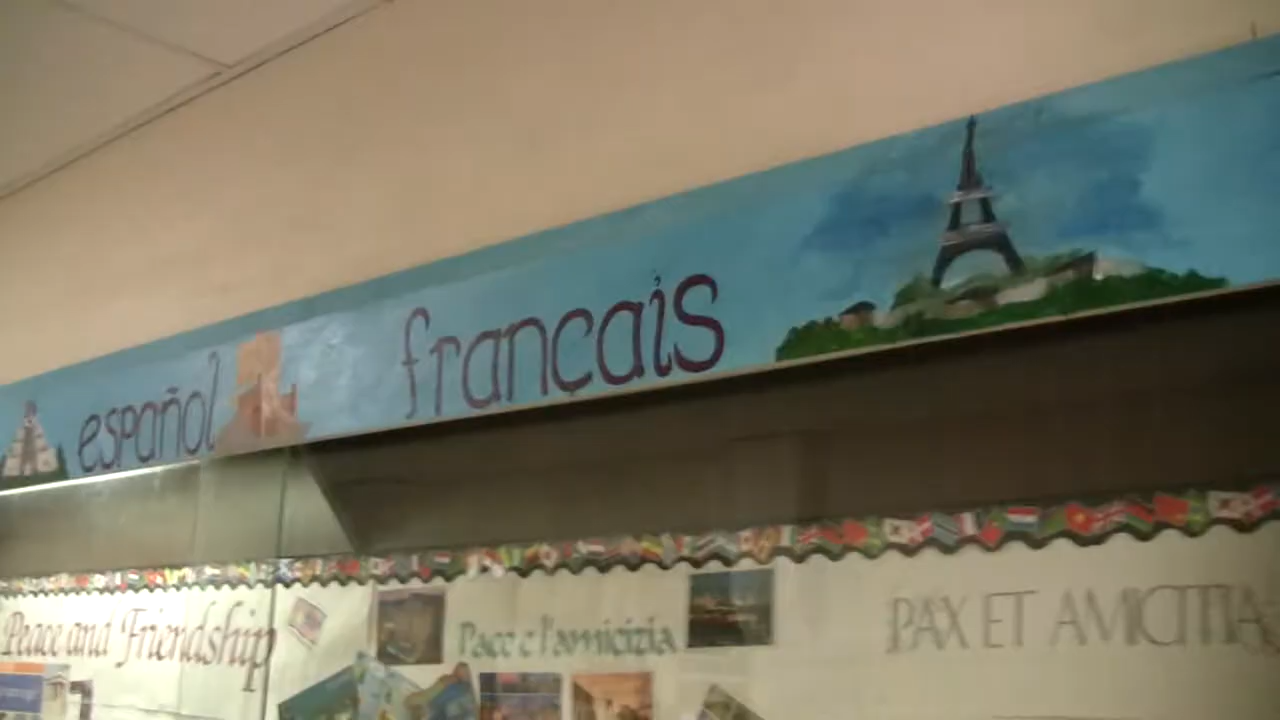 español
français
Peace and Friendship
Pace e l'amicizia
PAX ET AMICITIA